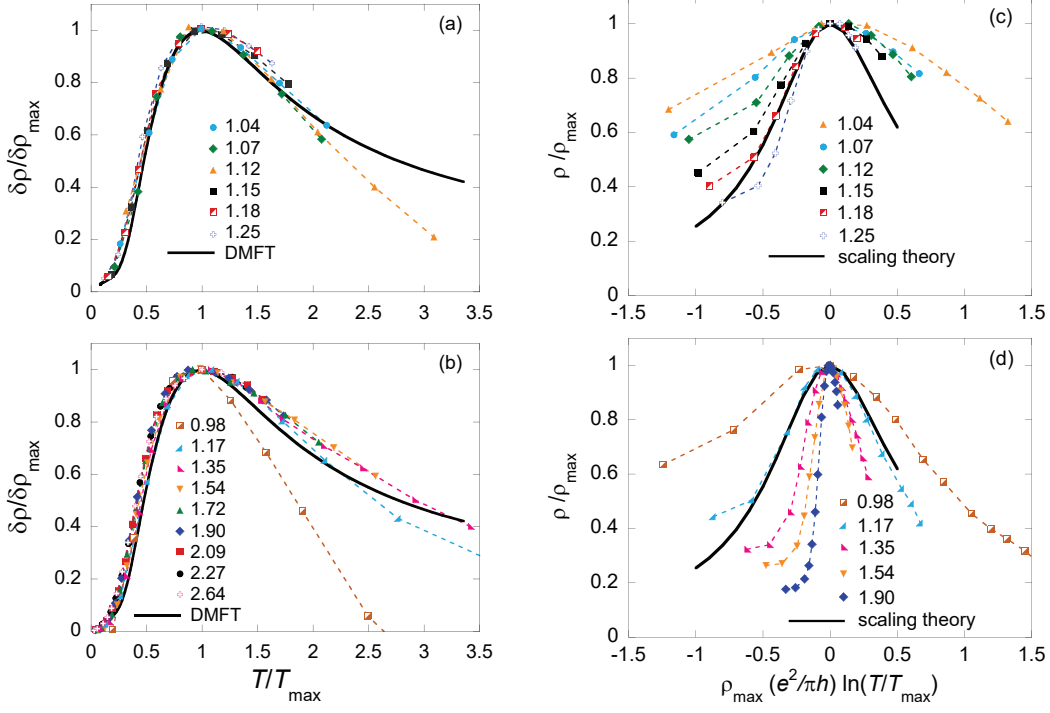 (a)
δρ/δρmax
1
0.8
0.6
0.4
0.2
0
1.04
1.07
1.12
1.15
1.18
1.25
DMFT
0 0.5 1 1.5 2 2.5 3 3.5
(b)
δρ/δρmax
1
0.8
0.6
0.4
0.2
0
0.98
1.17
1.35
1.54
1.72
1.90
2.09
2.27
2.64
DMFT
0 0.5 1 1.5 2 2.5 3 3.5
T/Tmax
(c)
ρ/ρmax
1
0.8
0.6
0.4
0.2
0
1.04
1.07
1.12
1.15
1.18
1.25
scaling theory
-1.5 -1 -0.5 0 0.5 1 1.5
(d)
ρ/ρmax
1
0.8
0.6
0.4
0.2
0
0.98
1.17
1.35
1.54
1.90
scaling theory
-1.5 -1 -0.5 0 0.5 1 1.5
ρmax (e²/πh) ln(T/Tmax)